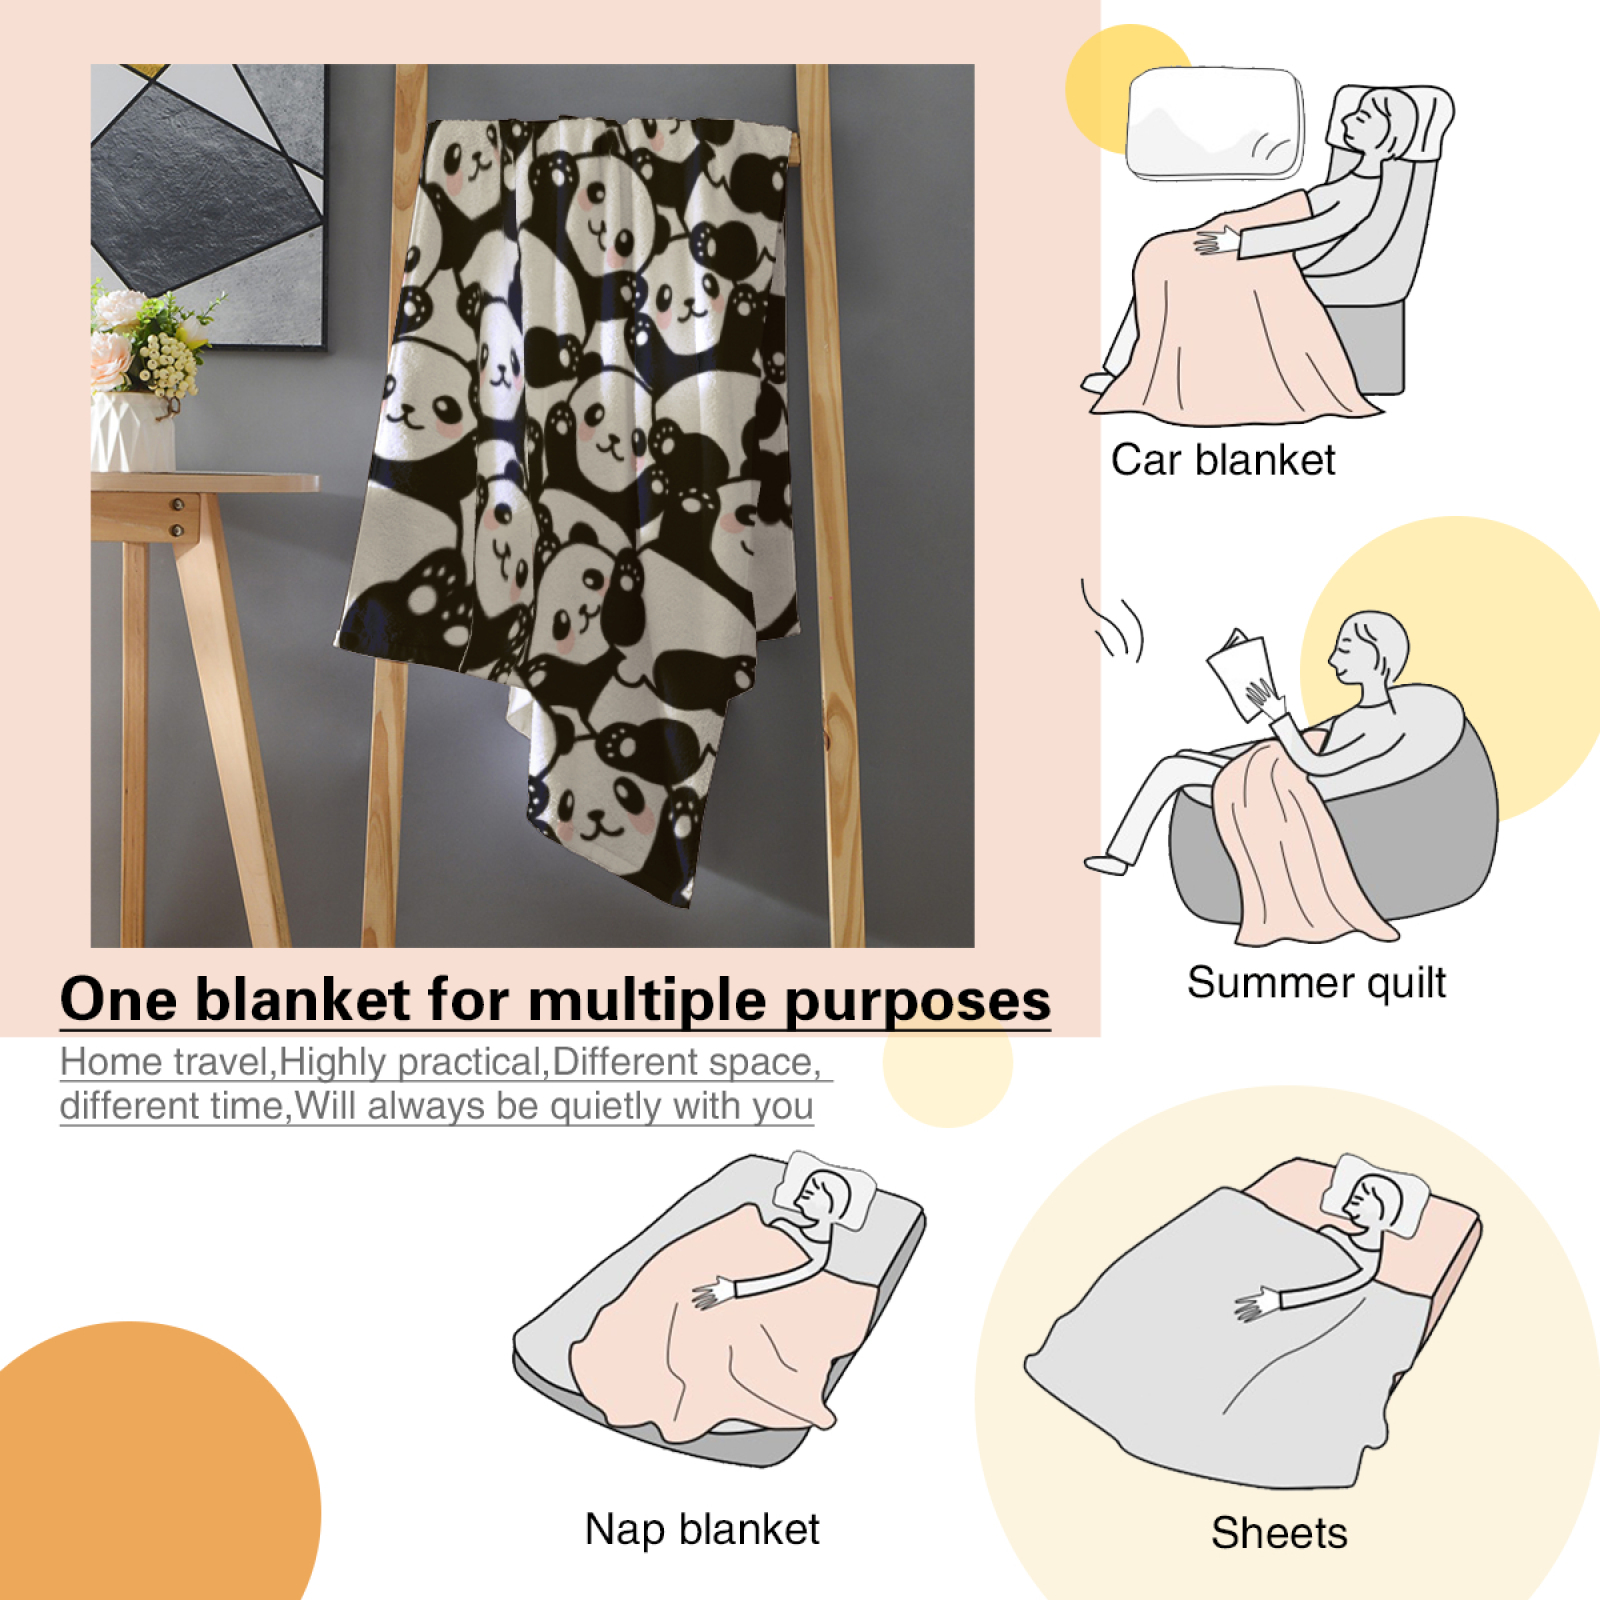 Car blanket
Summer quilt
One blanket for multiple purposes
Home travel,Highly practical,Different space,
different time,Will always be quietly with you
Nap blanket
Sheets